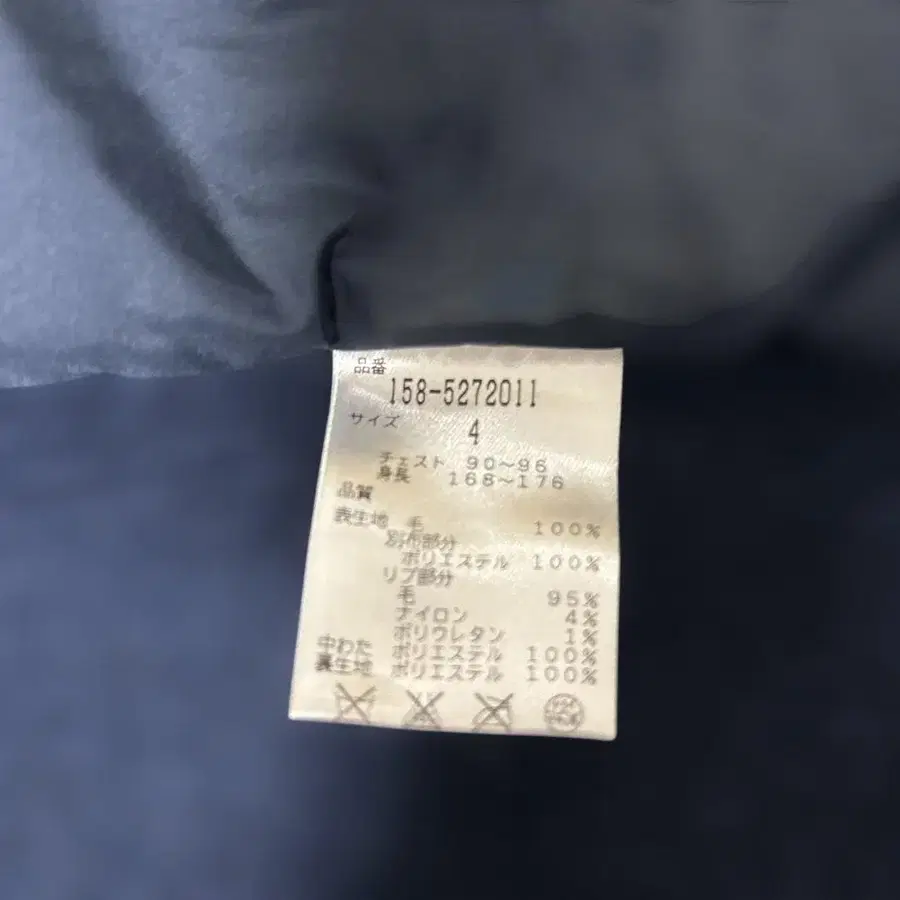 品番
158-5272011
サイズ 4
チェスト 90～96
身長 168～176
品質
表生地 毛 100%
別布部分
ポリエステル 100%
リブ部分
毛 95%
ナイロン 4%
ポリウレタン 1%
中わた ポリエステル 100%
裏生地 ポリエステル 100%